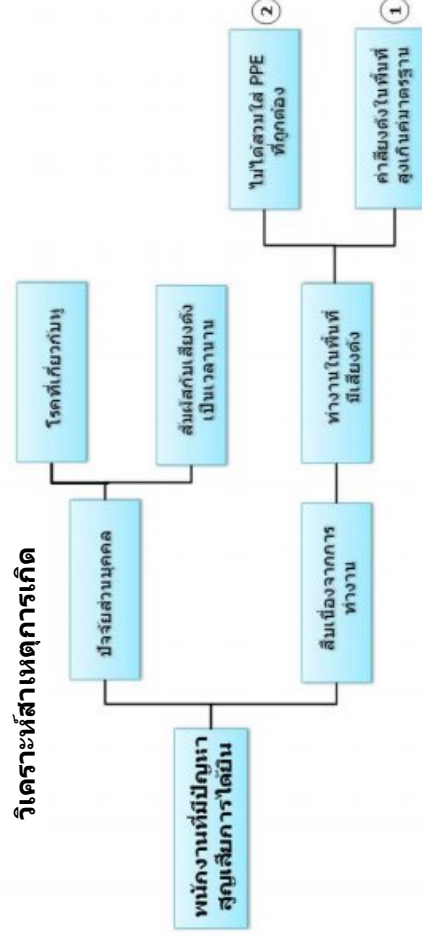 วิเคราะห์สาเหตุการเกิด
พนักงานที่มีปัญหา
สูญเสียการได้ยิน
ปัจจัยส่วนบุคคล
โรคที่เกี่ยวกับหู
สัมผัสกับเสียงดัง
เป็นเวลานาน
สืบเนื่องจากการ
ทำงาน
ทำงานในพื้นที่
มีเสียงดัง
ไม่ได้สวมใส่ PPE
ที่ถูกต้อง
2
ค่าเสียงดังในพื้นที่
สูงเกินค่มาตรฐาน
1